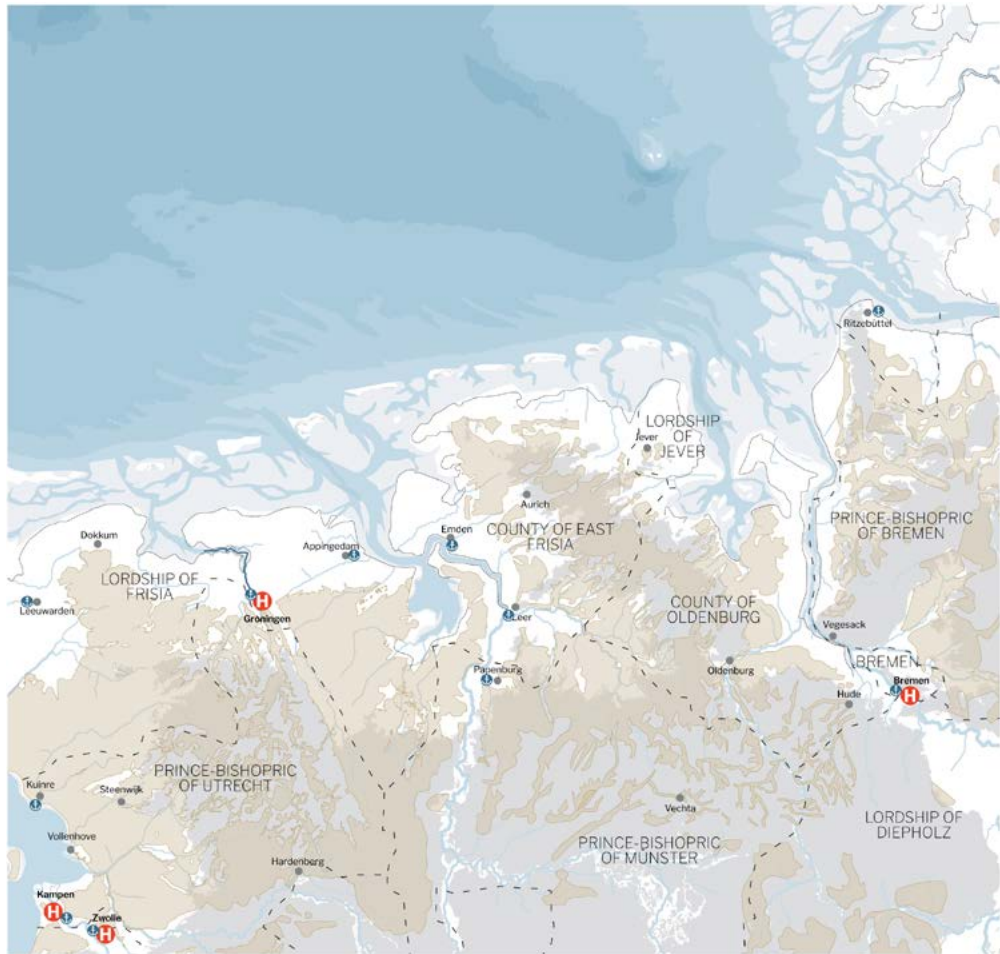 Ritzebüttel
LORDSHIP
OF
JEVER
Jever
Aurich
Emden
COUNTY OF EAST
FRISIA
PRINCE-BISHOPRIC
OF BREMEN
Dokkum
Appingedam
LORDSHIP OF
FRISIA
Leeuwarden
H
Groningen
Leer
COUNTY OF
OLDENBURG
Vegesack
BREMEN
Bremen
H
Papenburg
Oldenburg
Hude
PRINCE-BISHOPRIC
OF UTRECHT
Kuinre
Steenwijk
Vechta
LORDSHIP OF
DIEPHOLZ
Vollenhove
PRINCE-BISHOPRIC
OF MUNSTER
Hardenberg
Kampen
H
Zwolle
H